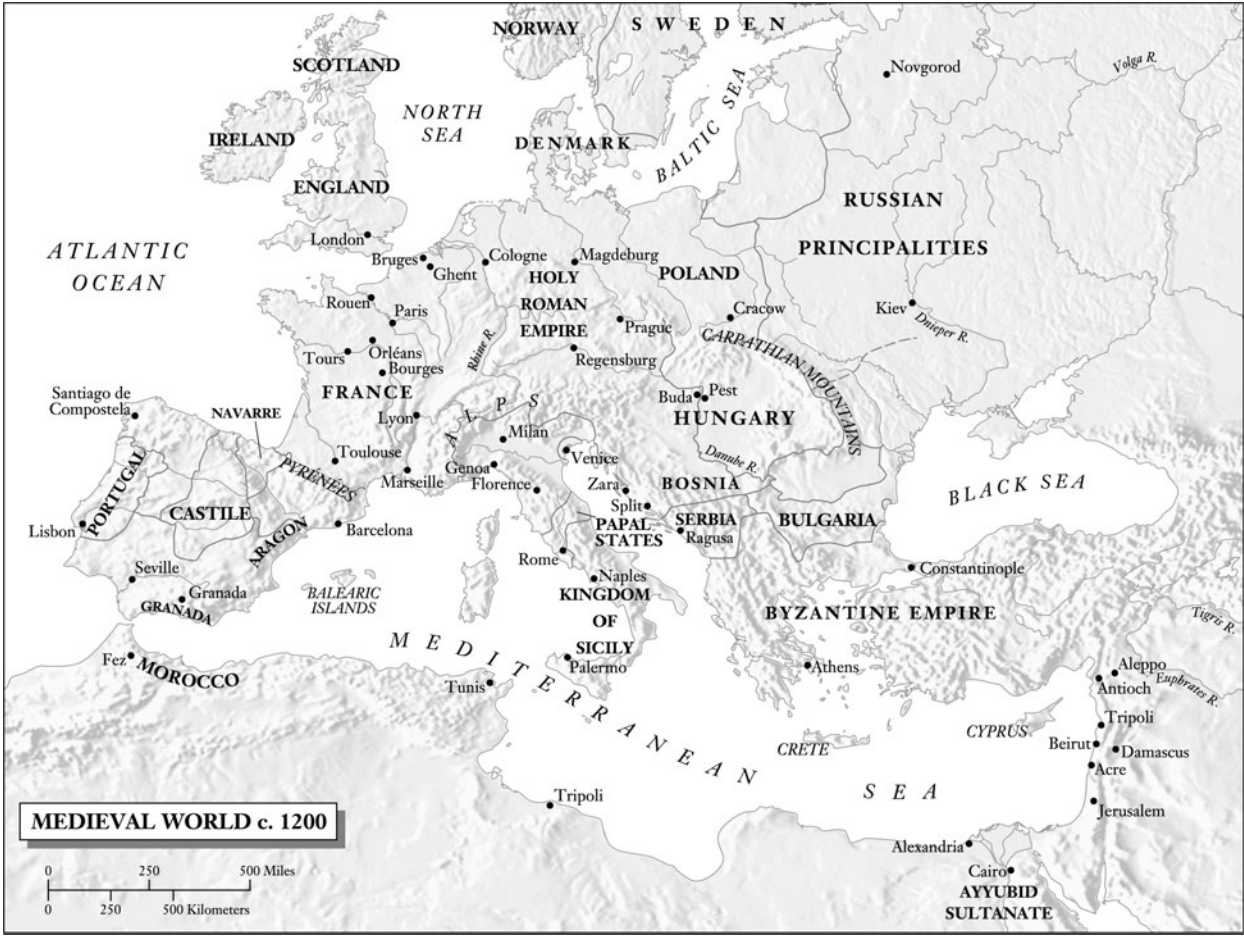 NORWAY
SWEDEN
SCOTLAND
Novgorod
Volga R.
NORTH
SEA
BALTIC SEA
IRELAND
DENMARK
ENGLAND
RUSSIAN
PRINCIPALITIES
London
ATLANTIC
OCEAN
Bruges
Ghent
Cologne
Magdeburg
HOLY
ROMAN
EMPIRE
POLAND
Rouen
Paris
Prague
Cracow
Kiev
Dnieper R.
Rhine R.
CARPATHIAN MOUNTAINS
Tours
Orléans
Bourges
Regensburg
FRANCE
Santiago de
Compostela
NAVARRE
Lyon
ALPS
Buda
Pest
HUNGARY
Milan
Toulouse
PYRÉNÉES
Marseille
Genoa
Venice
Danube R.
Florence
Zara
BOSNIA
BLACK SEA
PORTUGAL
CASTILE
Split
Lisbon
ARAGON
Barcelona
PAPAL
STATES
SERBIA
Ragusa
BULGARIA
Rome
Constantinople
Seville
Granada
GRANADA
BALEARIC
ISLANDS
Naples
KINGDOM
OF
SICILY
BYZANTINE EMPIRE
Tigris R.
Fez
MOROCCO
MEDITERRANEAN SEA
Palermo
Athens
Tunis
Aleppo
Antioch
Euphrates R.
CYPRUS
Tripoli
CRETE
Beirut
Damascus
Acre
Tripoli
Jerusalem
MEDIEVAL WORLD c. 1200
Alexandria
Cairo
AYYUBID
SULTANATE
0 250 500 Miles
0 250 500 Kilometers